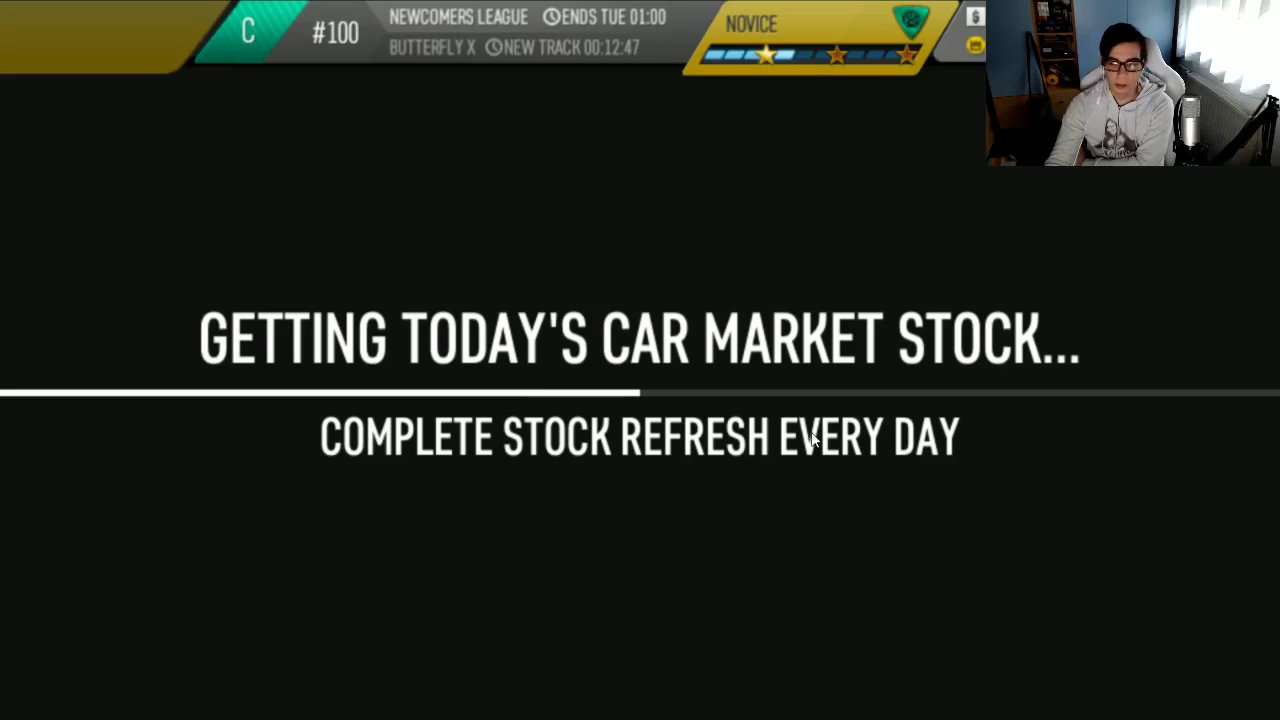 C
#100
NEWCOMERS LEAGUE ENDS TUE 01:00
BUTTERFLY X NEW TRACK 00:12:47
NOVICE
$
GETTING TODAY'S CAR MARKET STOCK...
COMPLETE STOCK REFRESH EVERY DAY